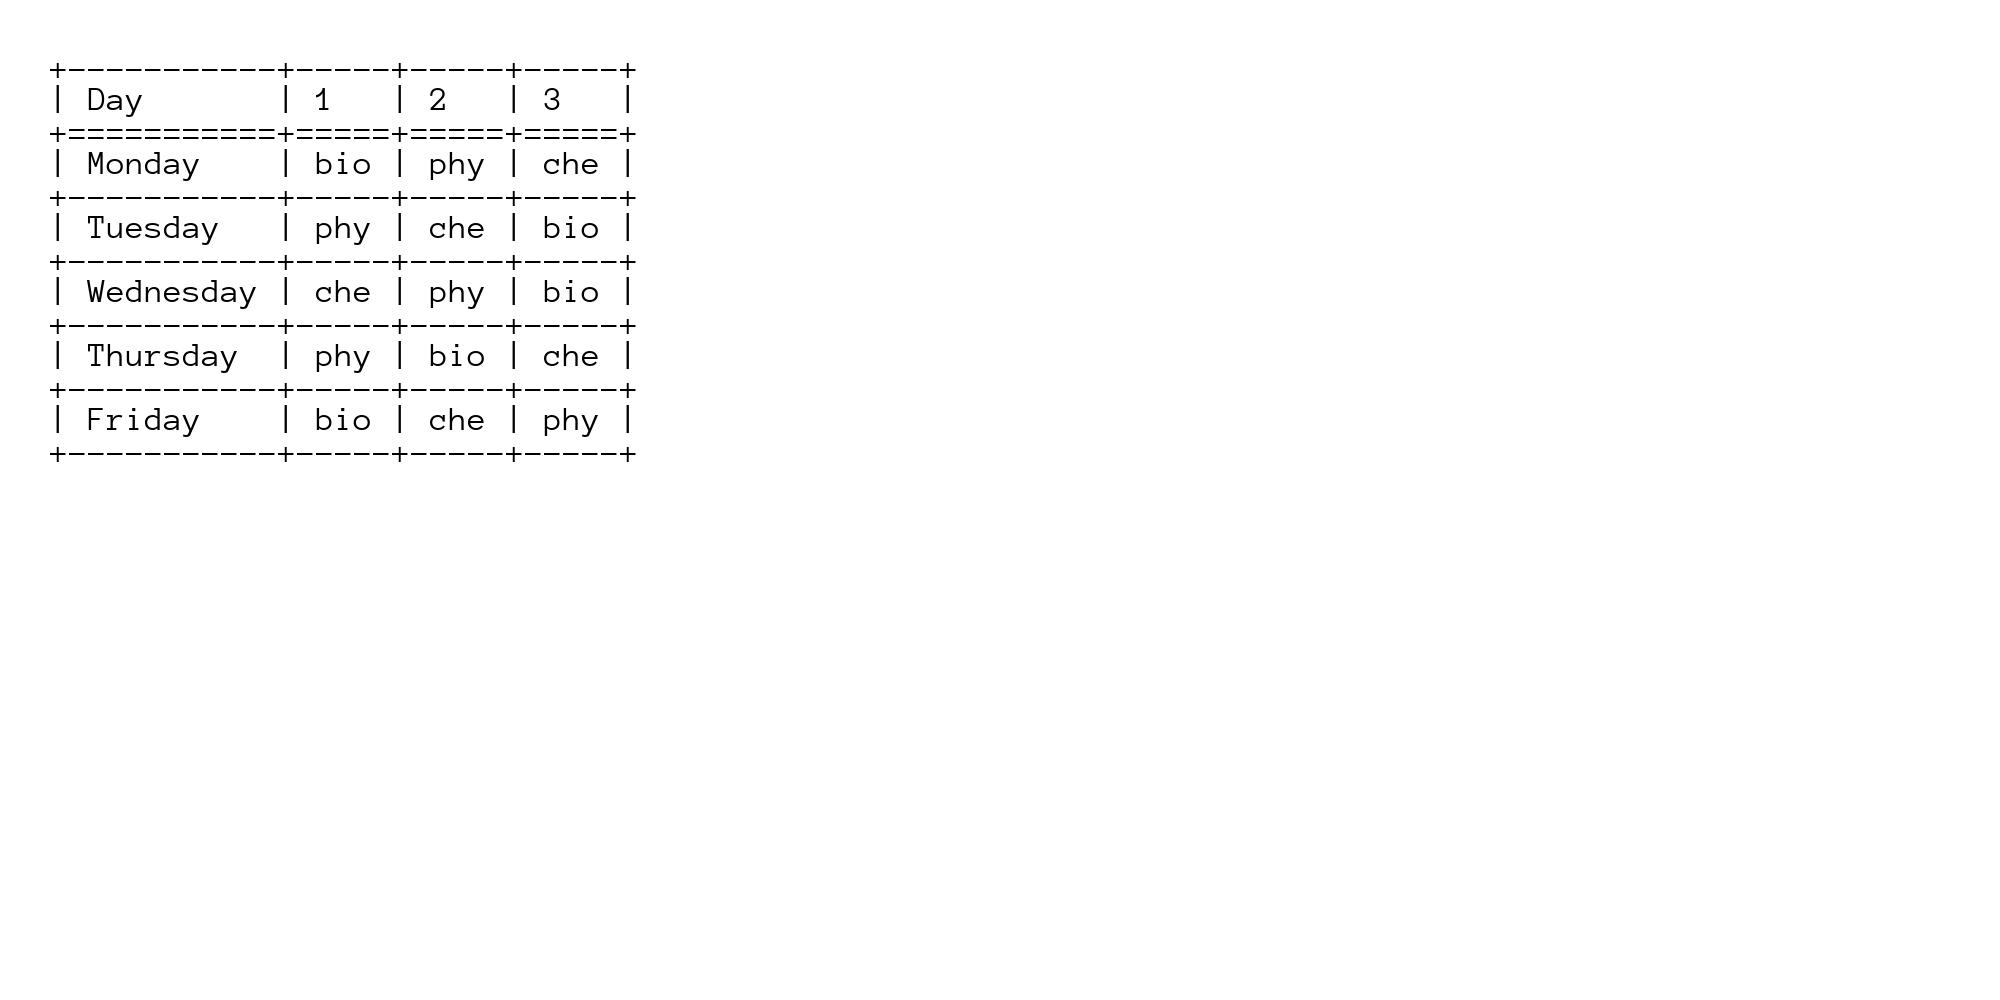 +-----------+-----+-----+-----+
| Day       | 1   | 2   | 3   |
+===========+=====+=====+=====+
| Monday    | bio | phy | che |
+-----------+-----+-----+-----+
| Tuesday   | phy | che | bio |
+-----------+-----+-----+-----+
| Wednesday | che | phy | bio |
+-----------+-----+-----+-----+
| Thursday  | phy | bio | che |
+-----------+-----+-----+-----+
| Friday    | bio | che | phy |
+-----------+-----+-----+-----+